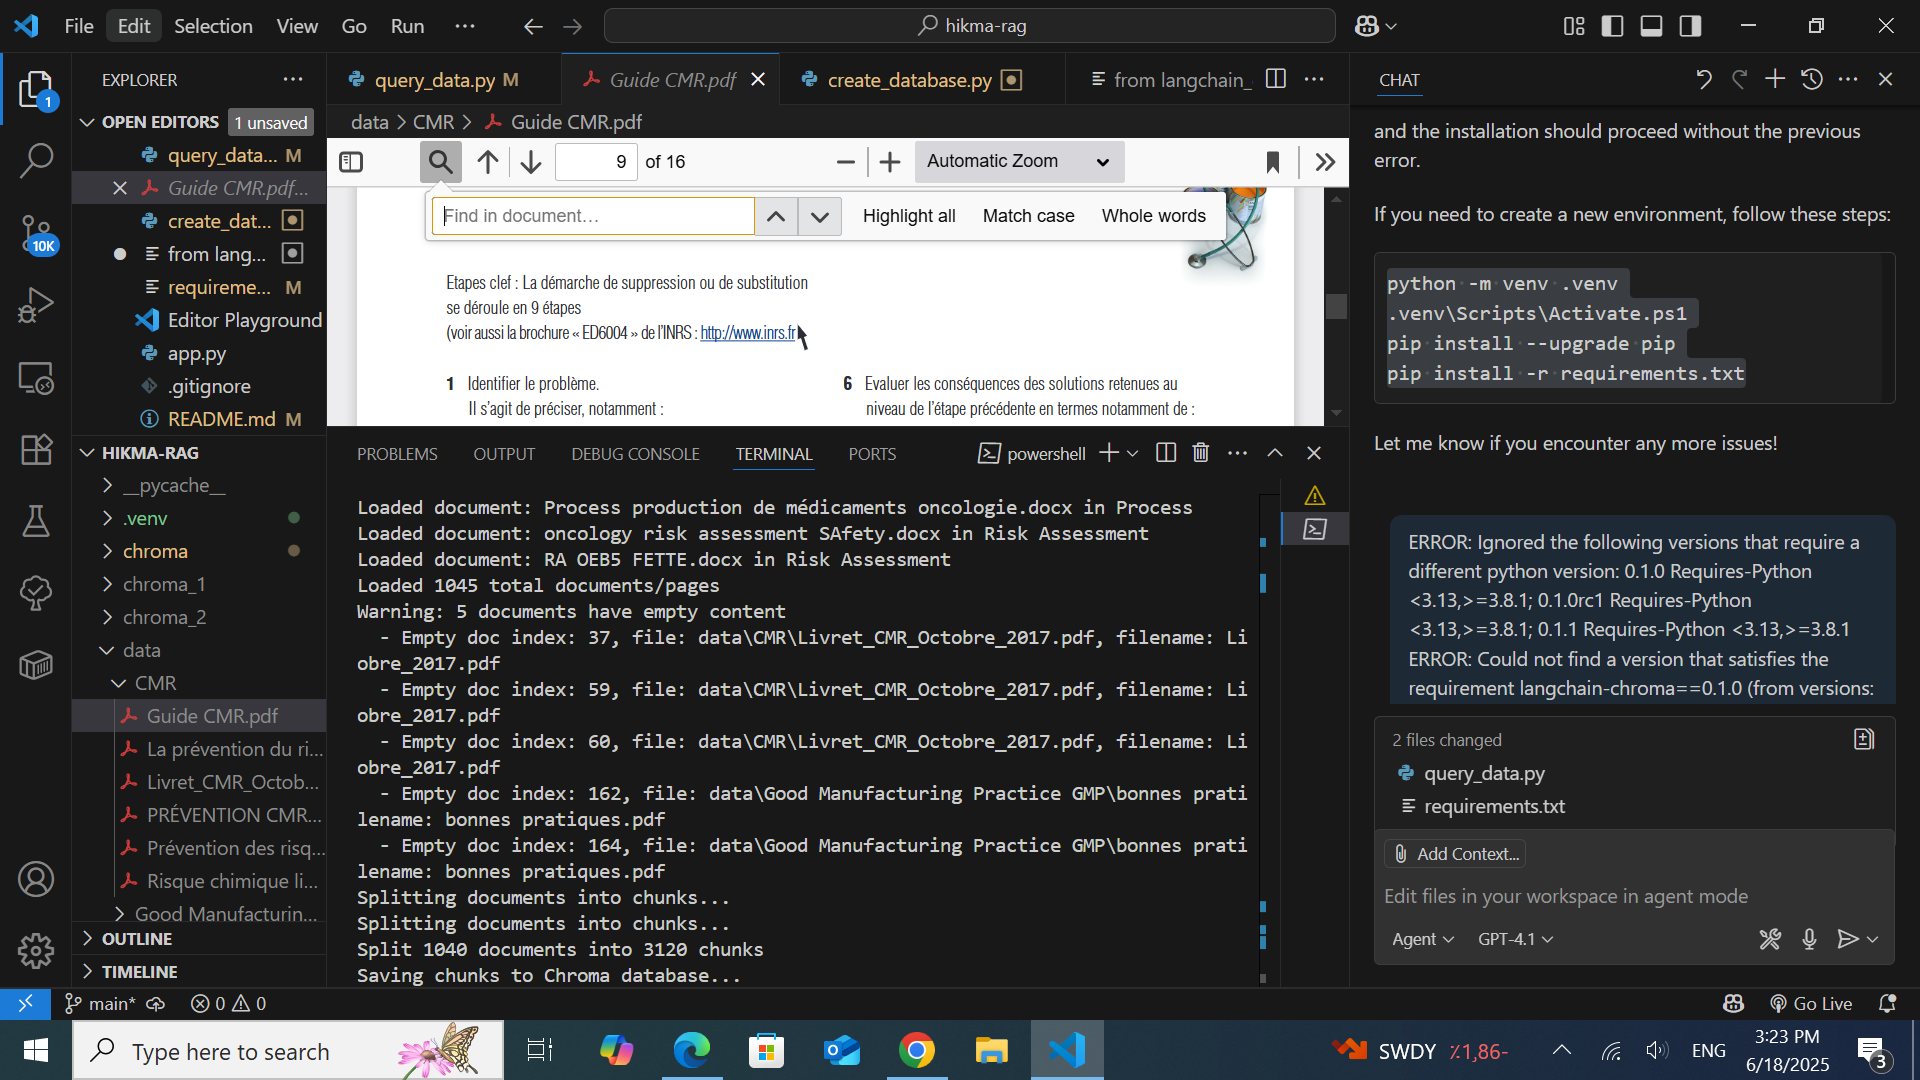 File Edit Selection View Go Run ··· hikma-rag
EXPLORER
OPEN EDITORS 1 unsaved
query_data... M
Guide CMR.pdf...
create_dat...
from lang...
requireme... M
Editor Playground
app.py
.gitignore
README.md M
HIKMA-RAG
__pycache__
.venv
chroma
chroma_1
chroma_2
data
CMR
Guide CMR.pdf
La prévention du ri...
Livret_CMR_Octob...
PRÉVENTION CMR...
Prévention des risq...
Risque chimique li...
Good Manufacturin...
OUTLINE
TIMELINE
1
10K
query_data.py M Guide CMR.pdf create_database.py from langchain_
data > CMR > Guide CMR.pdf
9 of 16 Automatic Zoom
Find in document... Highlight all Match case Whole words
Etapes clef : La démarche de suppression ou de substitution
se déroule en 9 étapes
(voir aussi la brochure « ED6004 » de l'INRS : http://www.inrs.fr
1 Identifier le problème.
Il s'agit de préciser, notamment :
6 Evaluer les conséquences des solutions retenues au
niveau de l'étape précédente en termes notamment de :
PROBLEMS OUTPUT DEBUG CONSOLE TERMINAL PORTS powershell
Loaded document: Process production de médicaments oncologie.docx in Process
Loaded document: oncology risk assessment SAfety.docx in Risk Assessment
Loaded document: RA OEB5 FETTE.docx in Risk Assessment
Loaded 1045 total documents/pages
Warning: 5 documents have empty content
- Empty doc index: 37, file: data\CMR\Livret_CMR_Octobre_2017.pdf, filename: Li
obre_2017.pdf
- Empty doc index: 59, file: data\CMR\Livret_CMR_Octobre_2017.pdf, filename: Li
obre_2017.pdf
- Empty doc index: 60, file: data\CMR\Livret_CMR_Octobre_2017.pdf, filename: Li
obre_2017.pdf
- Empty doc index: 162, file: data\Good Manufacturing Practice GMP\bonnes prati
lename: bonnes pratiques.pdf
- Empty doc index: 164, file: data\Good Manufacturing Practice GMP\bonnes prati
lename: bonnes pratiques.pdf
Splitting documents into chunks...
Splitting documents into chunks...
Split 1040 documents into 3120 chunks
Saving chunks to Chroma database...
CHAT
and the installation should proceed without the previous
error.
If you need to create a new environment, follow these steps:
python -m venv .venv
.venv\Scripts\Activate.ps1
pip install --upgrade pip
pip install -r requirements.txt
Let me know if you encounter any more issues!
ERROR: Ignored the following versions that require a
different python version: 0.1.0 Requires-Python
<3.13,>=3.8.1; 0.1.0rc1 Requires-Python
<3.13,>=3.8.1; 0.1.1 Requires-Python <3.13,>=3.8.1
ERROR: Could not find a version that satisfies the
requirement langchain-chroma==0.1.0 (from versions:
2 files changed
query_data.py
requirements.txt
Add Context...
Edit files in your workspace in agent mode
Agent GPT-4.1
main* 0 0 Go Live
Type here to search SWDY ٪1,86- ENG
3:23 PM
6/18/2025
3